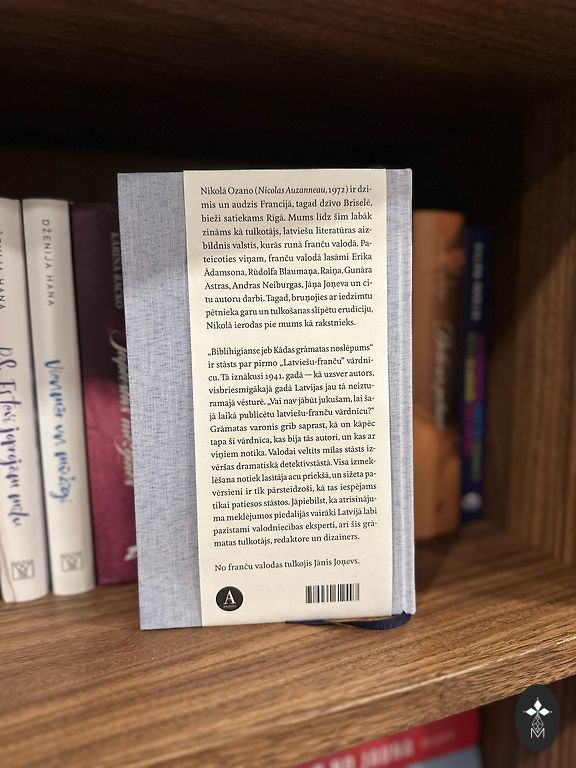 Nikolā Ozano (Nicolas Auzanneau, 1972) ir dzi-
mis un audzis Francijā, tagad dzīvo Briselē,
bieži satiekams Rīgā. Mums līdz šim labāk
zināms kā tulkotājs, latviešu literatūras aiz-
bildnis valstīs, kurās runā franču valodā. Pa-
teicoties viņam, franču valodā lasāmi Erika
Ādamsona, Rūdolfa Blaumaņa, Raiņa, Gunāra
Astras, Andras Neiburgas, Jāņa Joņeva un ci-
tu autoru darbi. Tagad, bruņojies ar iedzimtu
pētnieka garu un tulkošanas slīpētu erudīciju,
Nikolā ierodas pie mums kā rakstnieks.
„Biblihigianse jeb Kādas grāmatas noslēpums“
ir stāsts par pirmo „Latviešu-franču” vārdnī-
cu. Tā iznākusi 1941. gadā — kā uzsver autors,
visbriesmīgākajā gadā Latvijas jau tā neiztu-
ramajā vēsturē. „Vai nav jābūt jukušam, lai ša-
jā laikā publicētu latviešu-franču vārdnīcu?”
Grāmatas varonis grib saprast, kā un kāpēc
tapa šī vārdnīca, kas bija tās autori, un kas ar
viņiem notika. Valodai veltīts mīlas stāsts iz-
vēršas dramatiskā detektīvstāstā. Visa izmek-
lēšana notiek lasītāja acu priekšā, un sižeta pa-
vērsieni ir tik pārsteidzoši, kā tas iespējams
tikai patiesos stāstos. Jāpiebilst, ka atrisināju-
ma meklējumos piedalījās vairāki Latvijā labi
pazīstami valodniecības eksperti, arī šīs grā-
matas tulkotājs, redaktore un dizainers.
No franču valodas tulkojis Jānis Joņevs.
A
DŽENIJA HANA
M